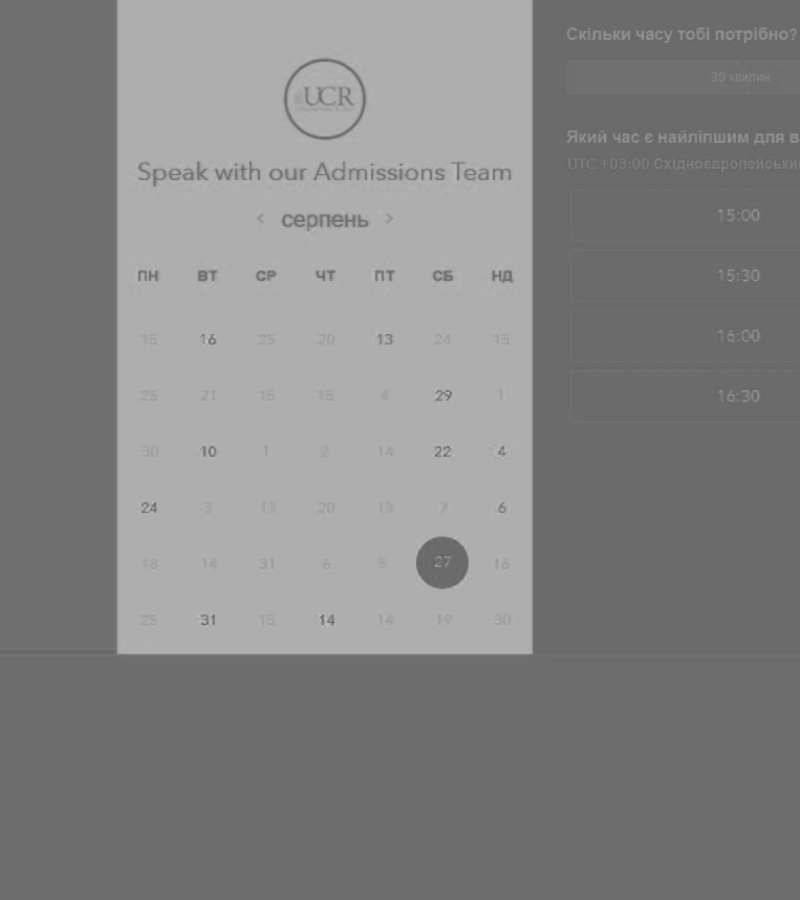 UCR
Speak with our Admissions Team
< серпень >
ПН ВТ СР ЧТ ПТ СБ НД
15 16 25 20 13 24 15
25 21 15 15 4 29 1
30 10 1 2 14 22 4
24 3 13 20 13 7 6
18 14 31 6 5 27 16
25 31 15 14 14 19 30
Скільки часу тобі потрібно?
30 хвилин
Який час є найліпшим для в
UTC +03:00 Східноєвропейськи
15:00
15:30
16:00
16:30